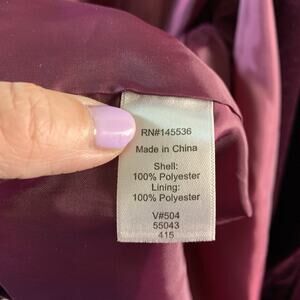 RN#145536
Made in China
Shell:
100% Polyester
Lining:
100% Polyester
V#504
55043
415